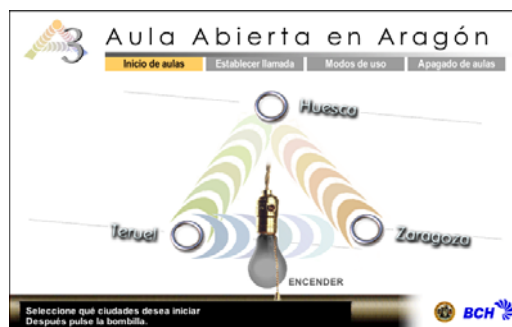 A3
Aula Abierta en Aragón
Inicio de aulas Establecer llamada Modos de uso Apagado de aulas
Huesca
Teruel
Zaragoza
ENCENDER
Seleccione qué ciudades desea iniciar
Después pulse la bombilla.
BCH